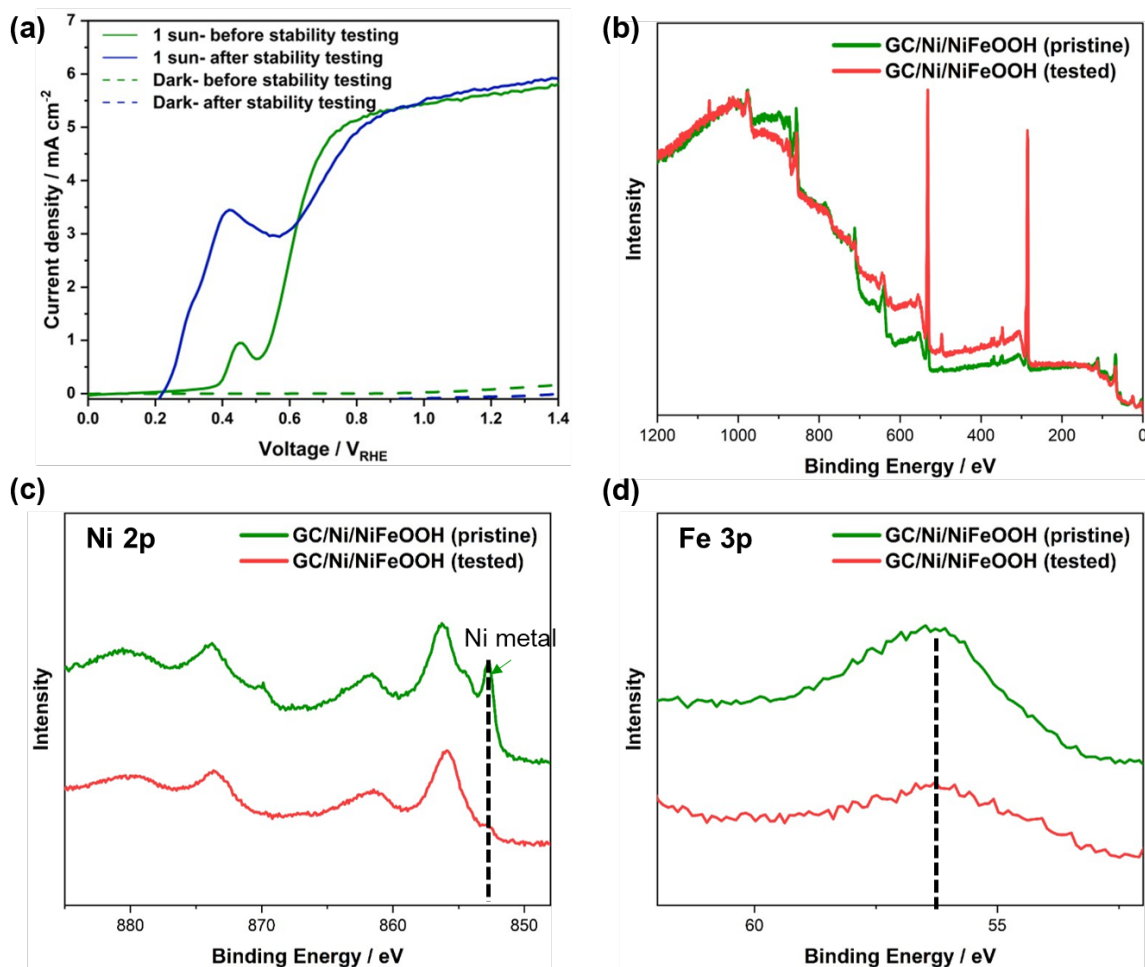 (a)
7
6
5
4
3
2
1
0
Current density / mA cm⁻²
1 sun- before stability testing
1 sun- after stability testing
Dark- before stability testing
Dark- after stability testing
0.0 0.2 0.4 0.6 0.8 1.0 1.2 1.4
Voltage / V_RHE
(b)
GC/Ni/NiFeOOH (pristine)
GC/Ni/NiFeOOH (tested)
Intensity
1200 1000 800 600 400 200 0
Binding Energy / eV
(c)
Ni 2p
GC/Ni/NiFeOOH (pristine)
GC/Ni/NiFeOOH (tested)
Ni metal
Intensity
880 870 860 850
Binding Energy / eV
(d)
Fe 3p
GC/Ni/NiFeOOH (pristine)
GC/Ni/NiFeOOH (tested)
Intensity
60 55
Binding Energy / eV